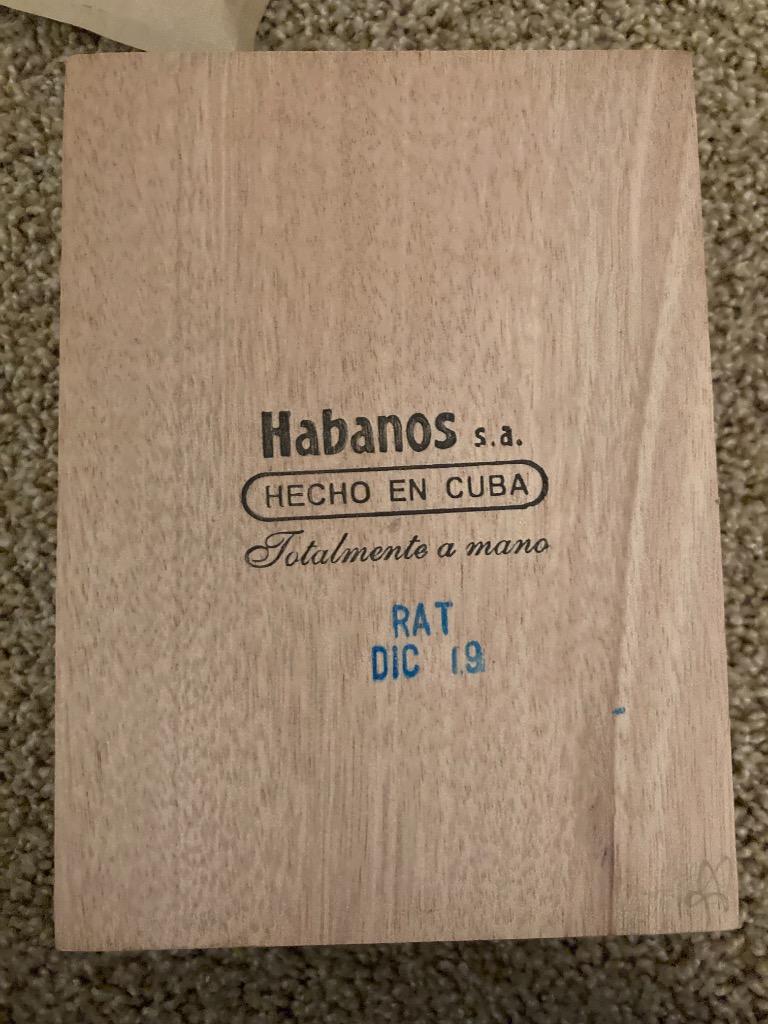 Habanos s.a.
HECHO EN CUBA
Totalmente a mano
RAT
DIC 19